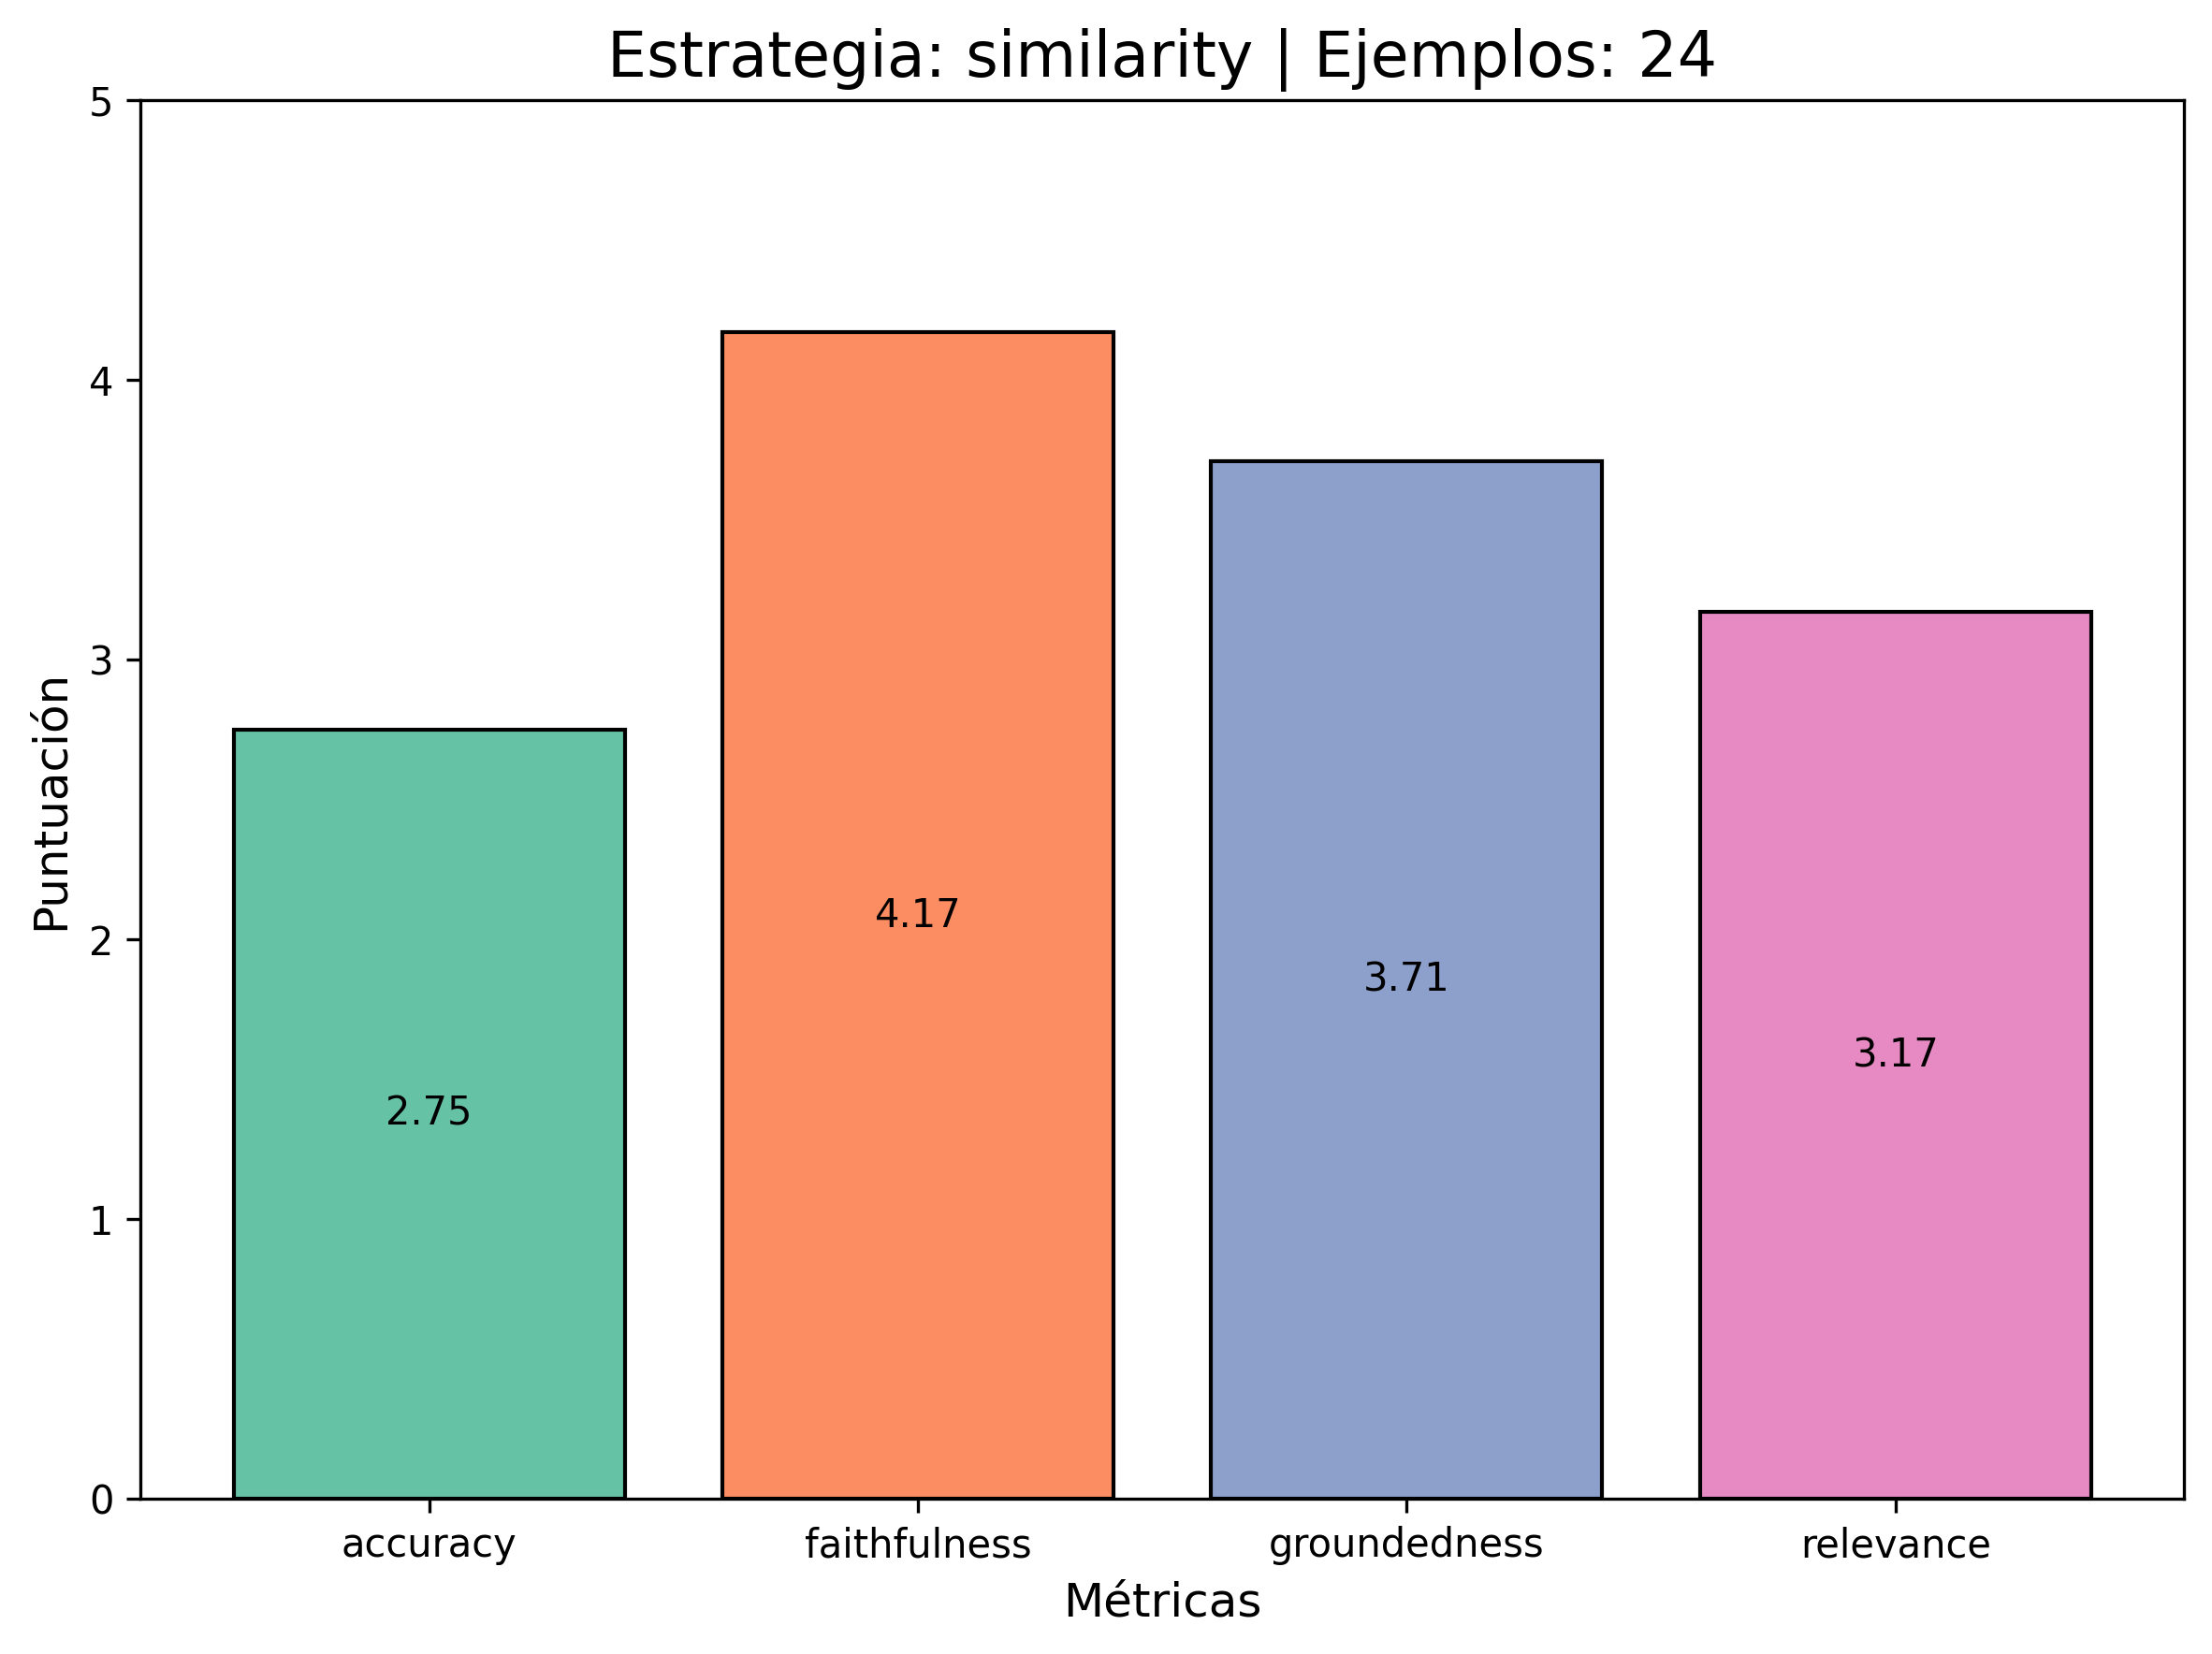 Estrategia: similarity | Ejemplos: 24
5
4
3
2
1
0
Puntuación
2.75
4.17
3.71
3.17
accuracy
faithfulness
groundedness
relevance
Métricas